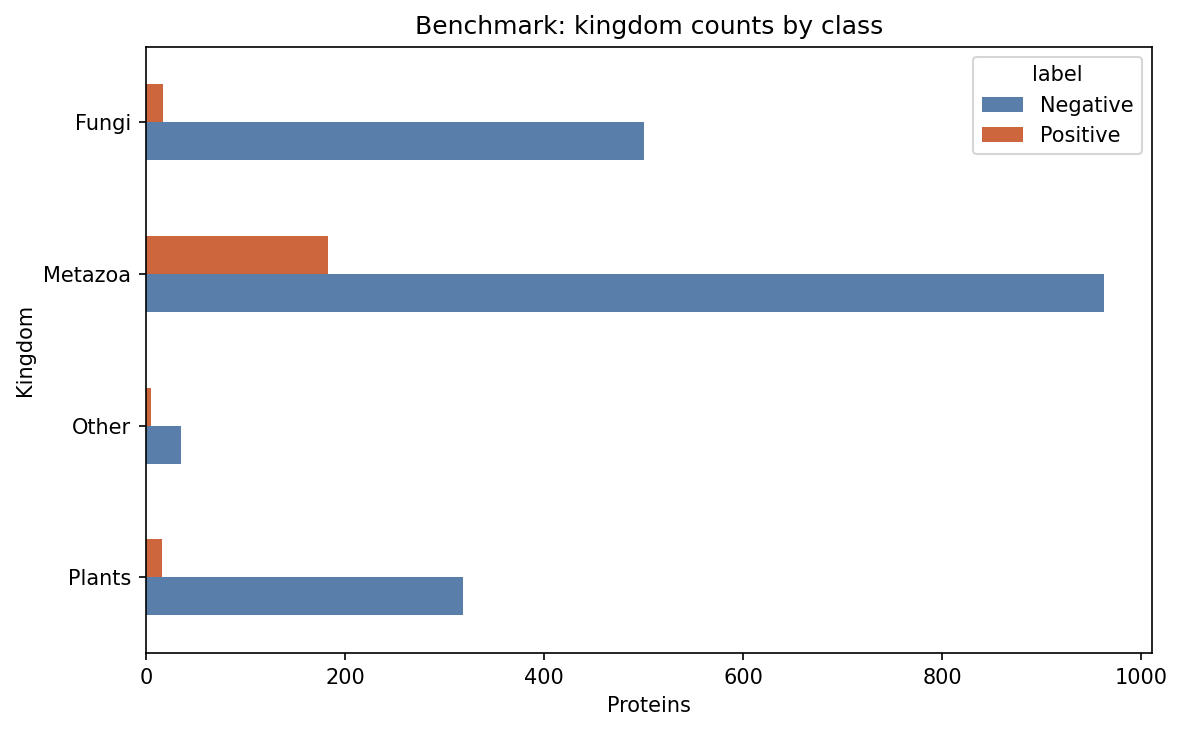 Benchmark: kingdom counts by class
label
Negative
Positive
Fungi
Metazoa
Other
Plants
Kingdom
0 200 400 600 800 1000
Proteins